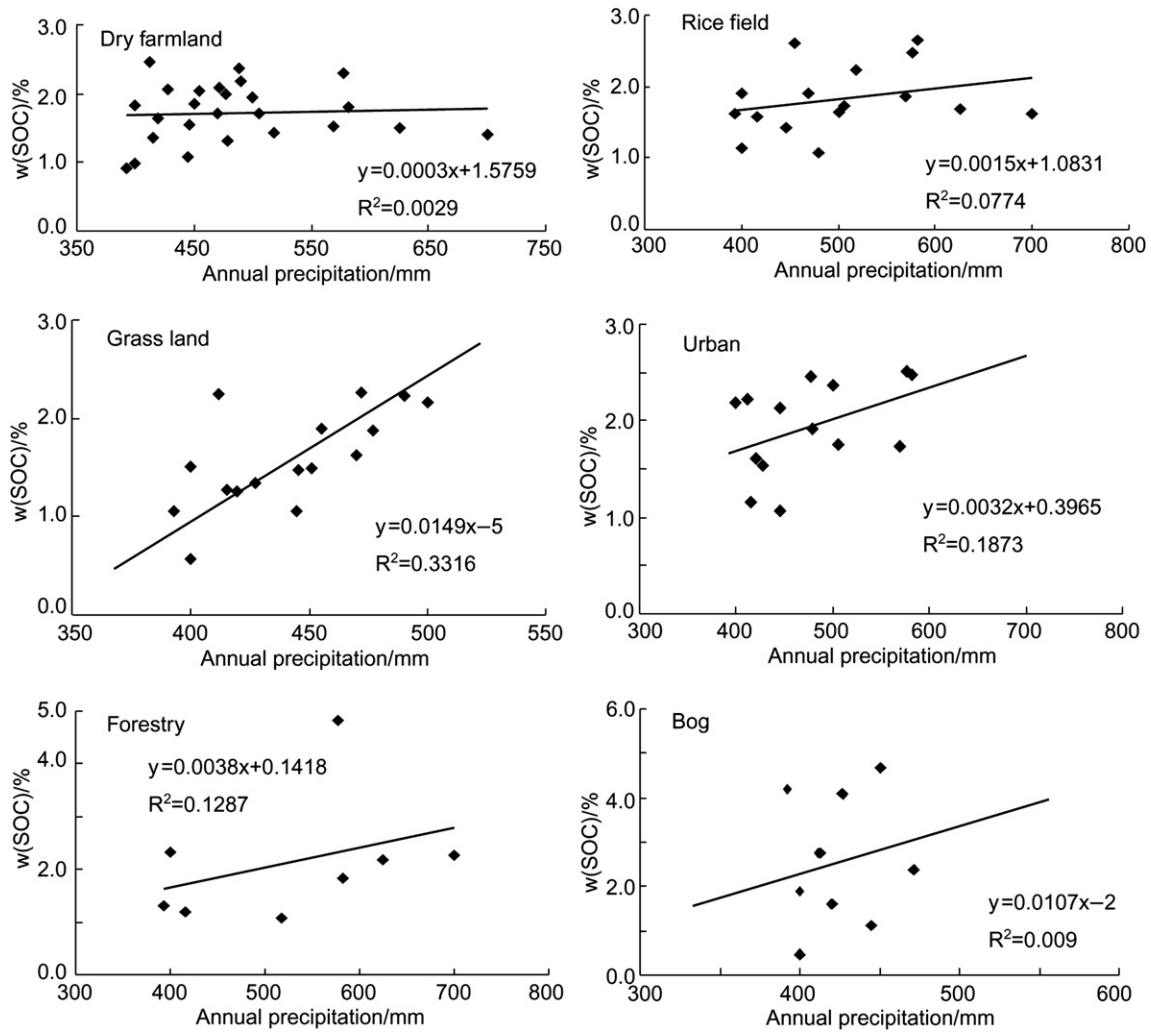 Dry farmland
w(SOC)/%
3.0
2.0
1.0
0.0
y=0.0003x+1.5759
R²=0.0029
350 450 550 650 750
Annual precipitation/mm
Rice field
w(SOC)/%
3.0
2.0
1.0
0.0
y=0.0015x+1.0831
R²=0.0774
300 400 500 600 700 800
Annual precipitation/mm
Grass land
w(SOC)/%
3.0
2.0
1.0
0.0
y=0.0149x−5
R²=0.3316
350 400 450 500 550
Annual precipitation/mm
Urban
w(SOC)/%
3.0
2.0
1.0
0.0
y=0.0032x+0.3965
R²=0.1873
300 400 500 600 700 800
Annual precipitation/mm
Forestry
w(SOC)/%
5.0
4.0
2.0
0.0
y=0.0038x+0.1418
R²=0.1287
300 400 500 600 700 800
Annual precipitation/mm
Bog
w(SOC)/%
6.0
4.0
2.0
0.0
y=0.0107x−2
R²=0.009
300 400 500 600
Annual precipitation/mm